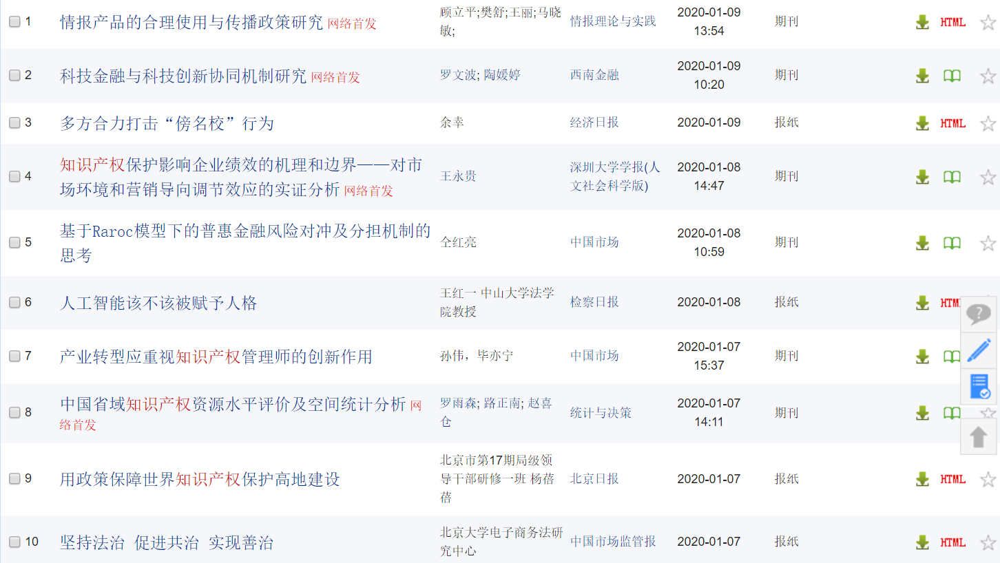 1 情报产品的合理使用与传播政策研究 网络首发 顾立平;樊舒;王丽;马晓 情报理论与实践 2020-01-09 期刊 HTML
敏; 13:54
2 科技金融与科技创新协同机制研究 网络首发 罗文波; 陶媛婷 西南金融 2020-01-09 期刊
10:20
3 多方合力打击“傍名校”行为 余幸 经济日报 2020-01-09 报纸 HTML
4 知识产权保护影响企业绩效的机理和边界——对市 王永贵 深圳大学学报(人 2020-01-08 期刊
场环境和营销导向调节效应的实证分析 网络首发 文社会科学版) 14:47
5 基于Raroc模型下的普惠金融风险对冲及分担机制的 仝红亮 中国市场 2020-01-08 期刊
思考 10:59
6 人工智能该不该被赋予人格 王红一 中山大学法学 检察日报 2020-01-08 报纸 HTM
院教授
7 产业转型应重视知识产权管理师的创新作用 孙伟，毕亦宁 中国市场 2020-01-07 期刊
15:37
8 中国省域知识产权资源水平评价及空间统计分析 网 罗雨森; 路正南; 赵喜 统计与决策 2020-01-07 期刊
络首发 仓 14:11
9 用政策保障世界知识产权保护高地建设 北京市第17期局级领 北京日报 2020-01-07 报纸 HTML
导干部研修一班 杨蓓
蓓
10 坚持法治 促进共治 实现善治 北京大学电子商务法研 中国市场监管报 2020-01-07 报纸 HTML
究中心